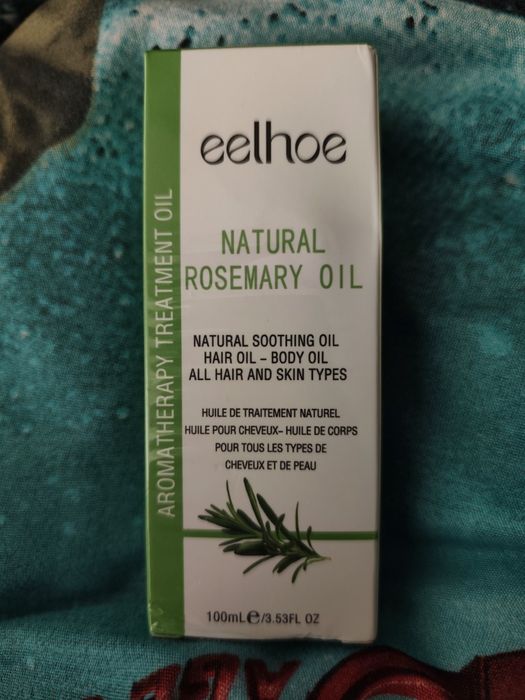 eelhoe
AROMATHERAPY TREATMENT OIL
NATURAL
ROSEMARY OIL
NATURAL SOOTHING OIL
HAIR OIL – BODY OIL
ALL HAIR AND SKIN TYPES
HUILE DE TRAITEMENT NATUREL
HUILE POUR CHEVEUX– HUILE DE CORPS
POUR TOUS LES TYPES DE
CHEVEUX ET DE PEAU
100mL℮/3.53FL OZ